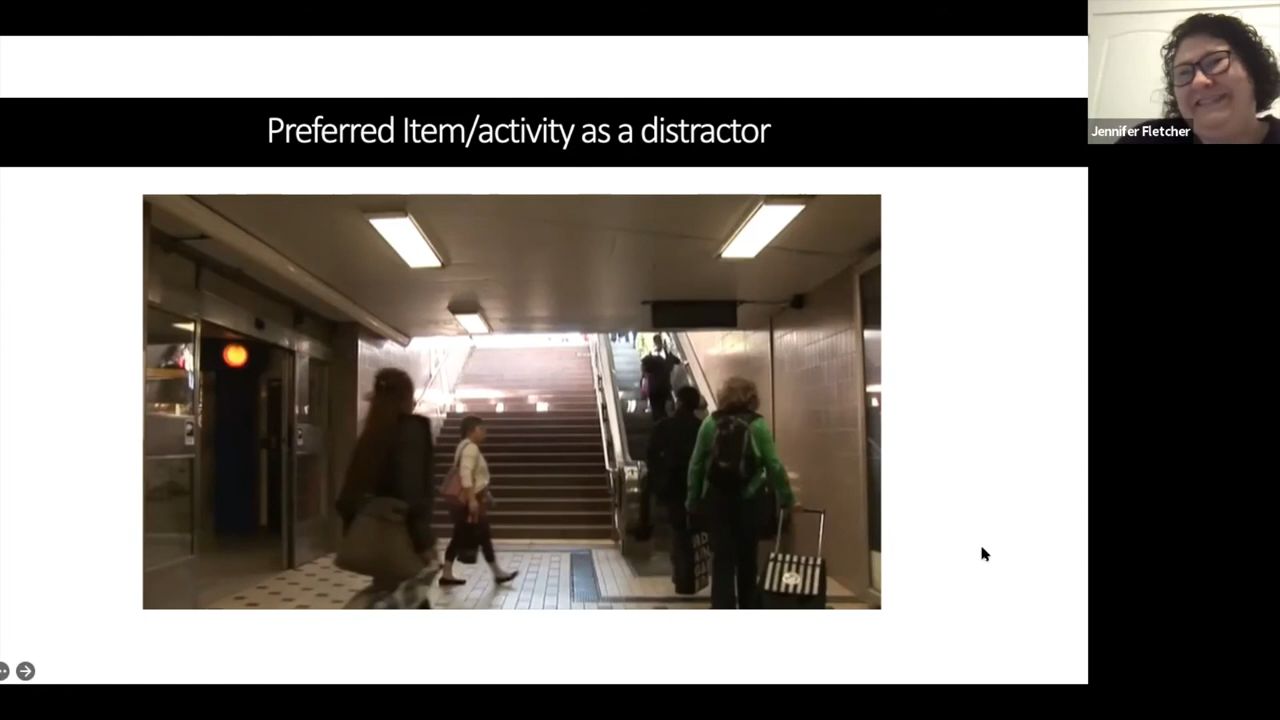 Preferred Item/activity as a distractor
Jennifer Fletcher